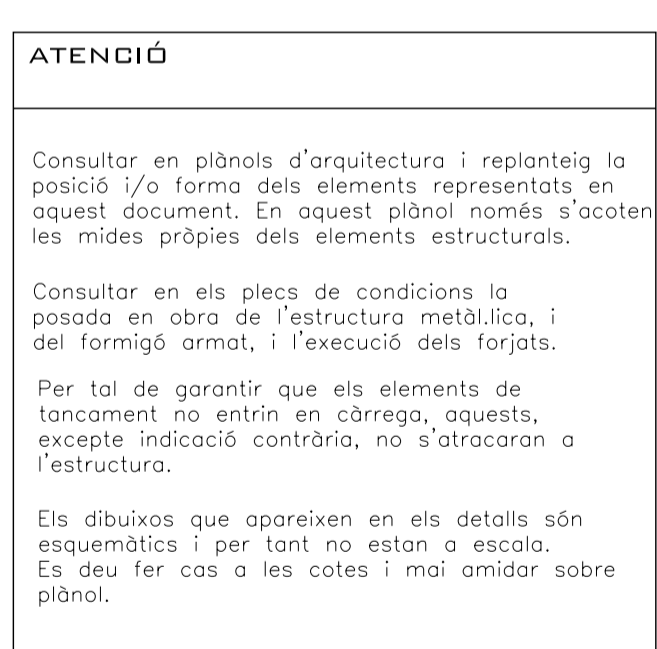 ATENCIÓ
Consultar en plànols d'arquitectura i replanteig la
posició i/o forma dels elements representats en
aquest document. En aquest plànol només s'acoten
les mides pròpies dels elements estructurals.
Consultar en els plecs de condicions la
posada en obra de l'estructura metàl.lica, i
del formigó armat, i l'execució dels forjats.
Per tal de garantir que els elements de
tancament no entrin en càrrega, aquests,
excepte indicació contrària, no s'atracaran a
l'estructura.
Els dibuixos que apareixen en els detalls són
esquemàtics i per tant no estan a escala.
Es deu fer cas a les cotes i mai amidar sobre
plànol.